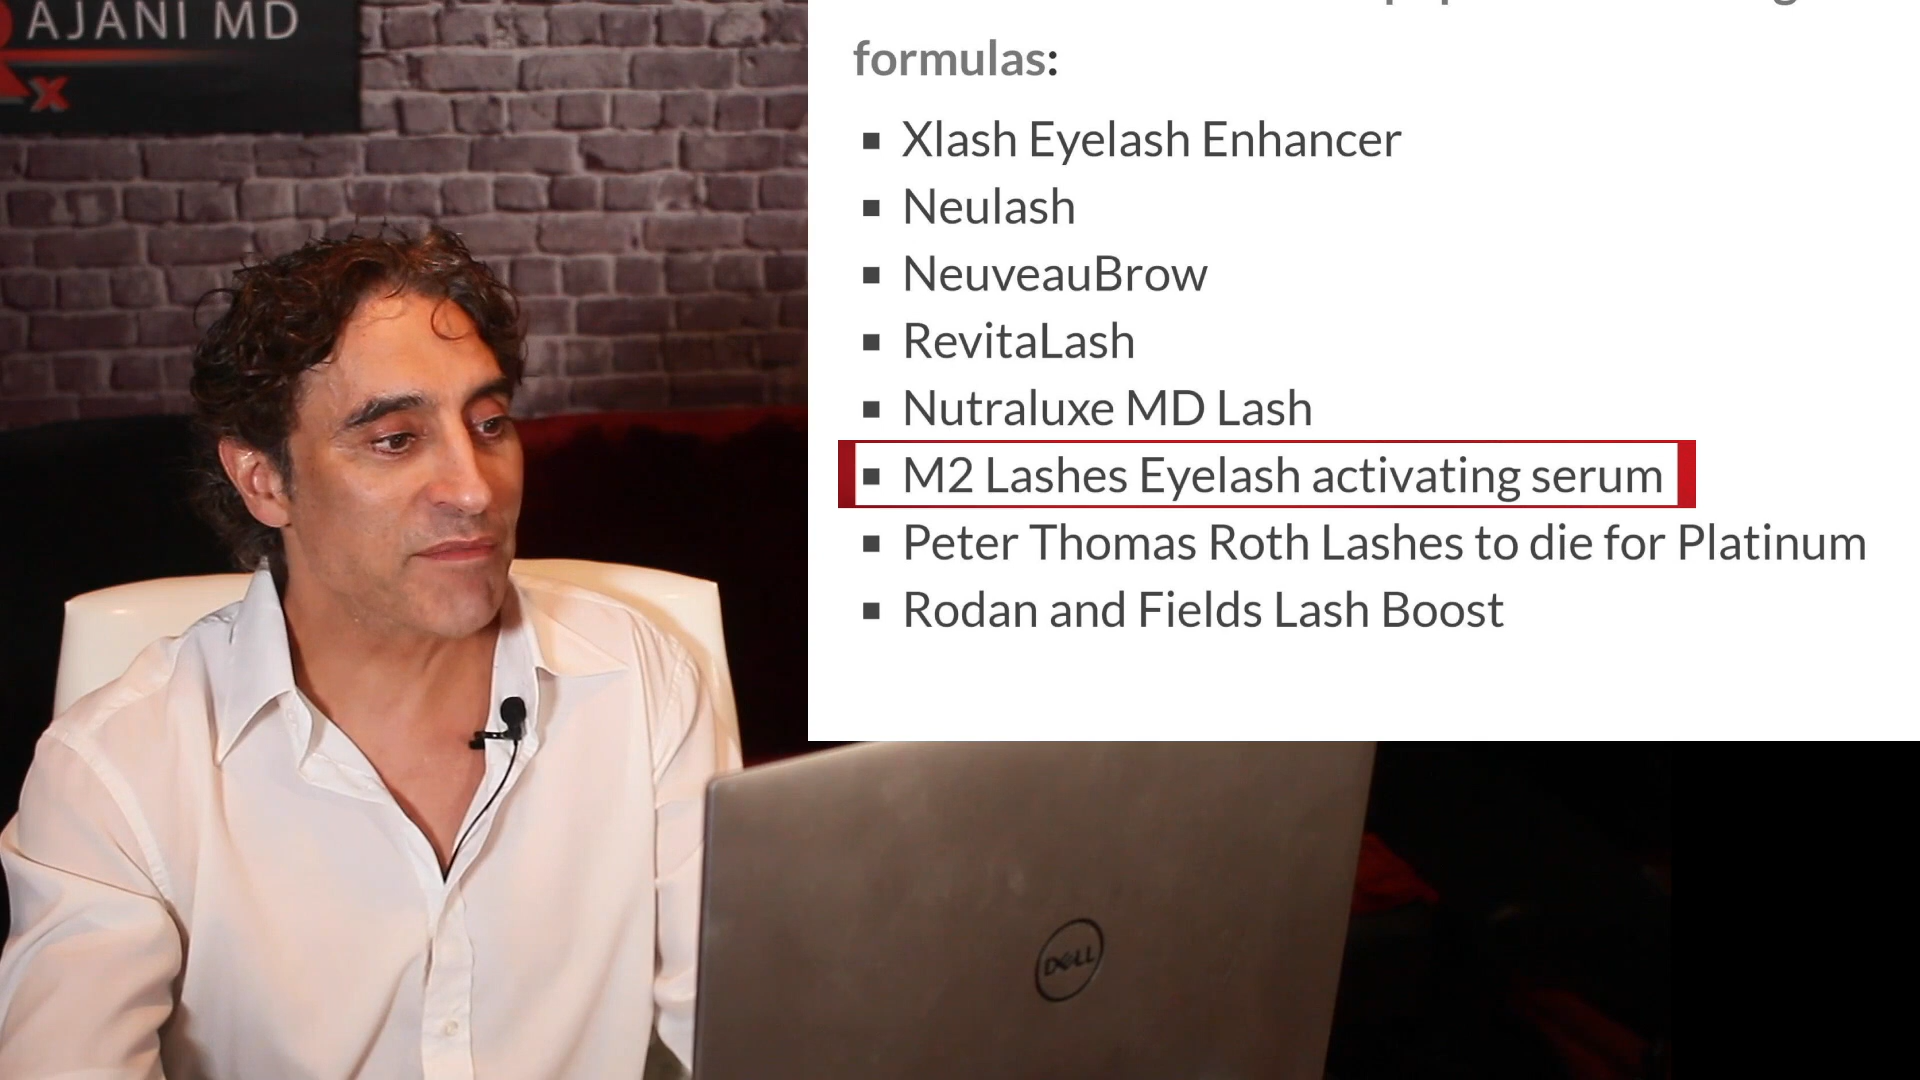 AJANI MD
x
formulas:
▪ Xlash Eyelash Enhancer
▪ Neulash
▪ NeuveauBrow
▪ RevitaLash
▪ Nutraluxe MD Lash
▪ M2 Lashes Eyelash activating serum
▪ Peter Thomas Roth Lashes to die for Platinum
▪ Rodan and Fields Lash Boost
DELL